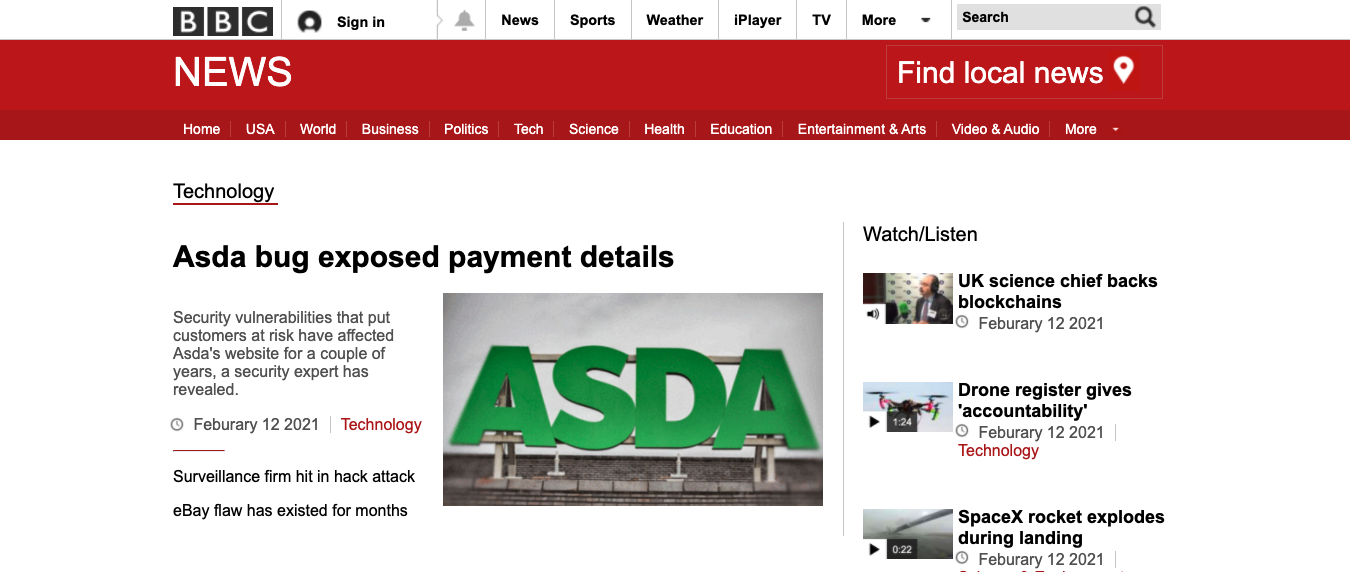 BBC
Sign in
News
Sports
Weather
iPlayer
TV
More
Search
NEWS
Find local news
Home
USA
World
Business
Politics
Tech
Science
Health
Education
Entertainment & Arts
Video & Audio
More
Technology
Asda bug exposed payment details
Security vulnerabilities that put
customers at risk have affected
Asda's website for a couple of
years, a security expert has
revealed.
Feburary 12 2021
Technology
Surveillance firm hit in hack attack
eBay flaw has existed for months
ASDA
Watch/Listen
UK science chief backs
blockchains
Feburary 12 2021
1:24
Drone register gives
'accountability'
Feburary 12 2021
Technology
0:22
SpaceX rocket explodes
during landing
Feburary 12 2021